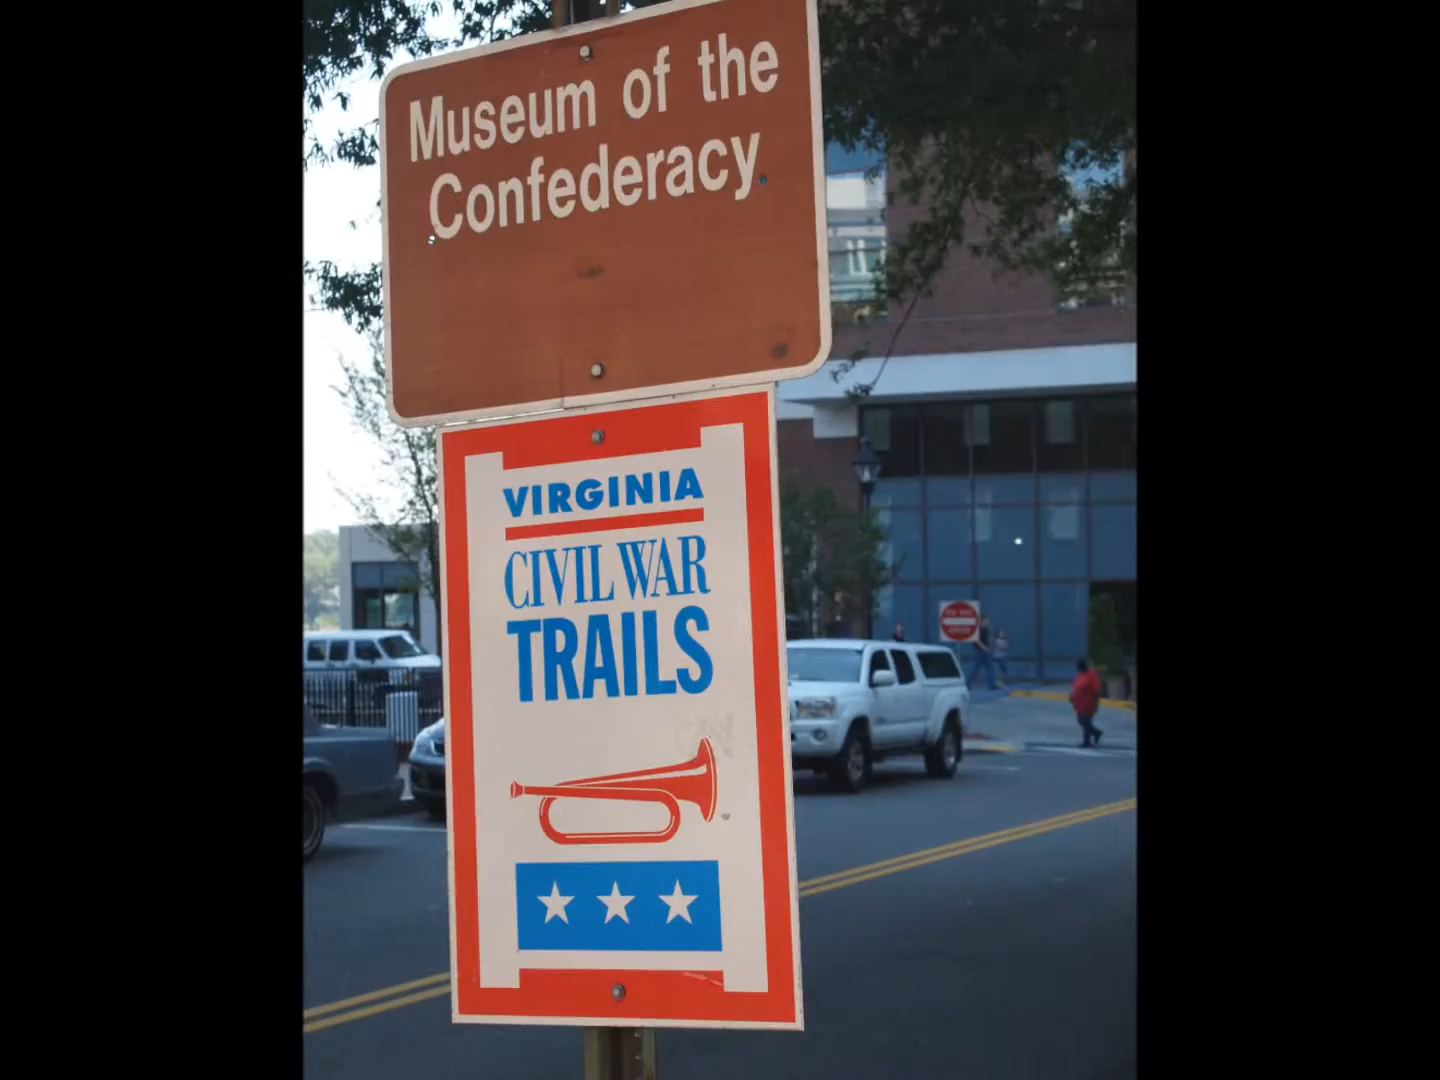 Museum of the
Confederacy
VIRGINIA
CIVIL WAR
TRAILS